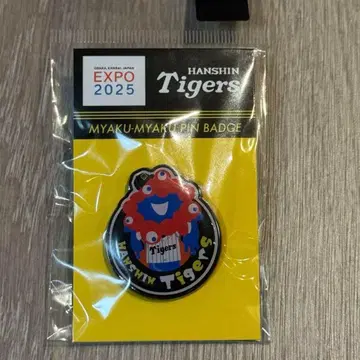 OSAKA, KANSAI, JAPAN
EXPO
2025
HANSHIN
Tigers
MYAKU-MYAKU PIN BADGE
Tigers
HANSHIN Tigers